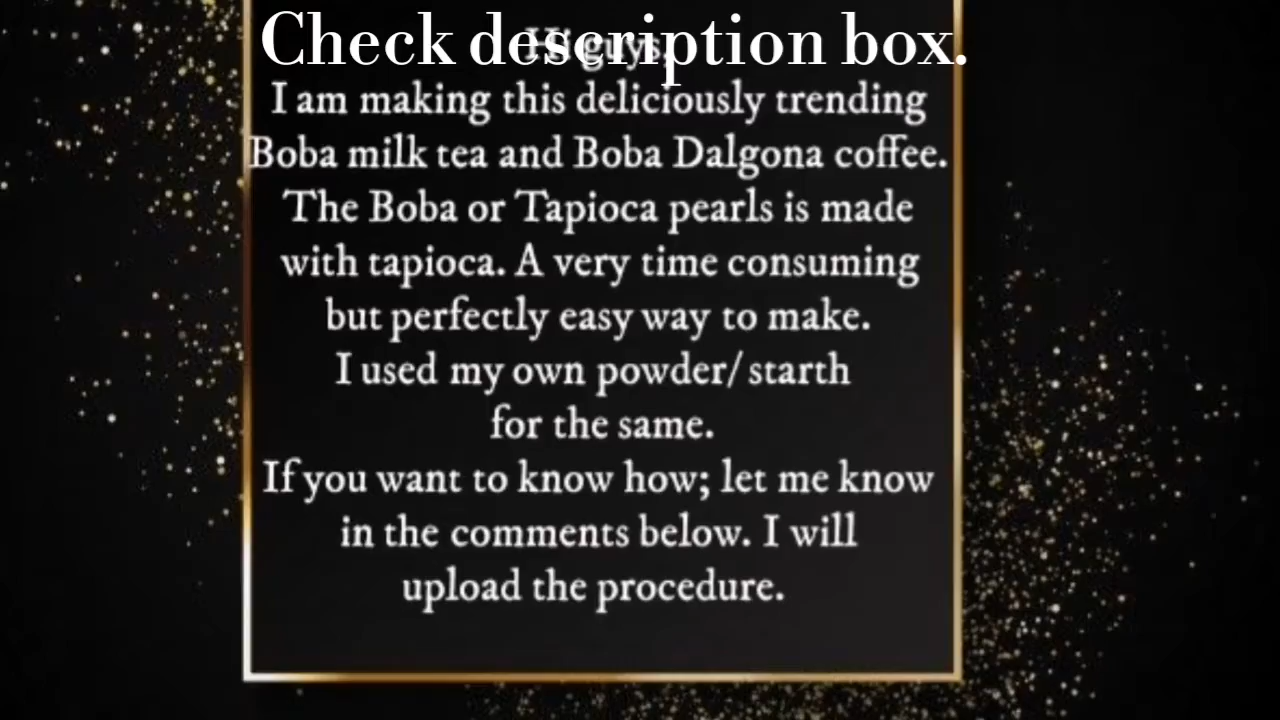 Check description box.
Hi guys,
I am making this deliciously trending
Boba milk tea and Boba Dalgona coffee.
The Boba or Tapioca pearls is made
with tapioca. A very time consuming
but perfectly easy way to make.
I used my own powder/ starth
for the same.
If you want to know how; let me know
in the comments below. I will
upload the procedure.